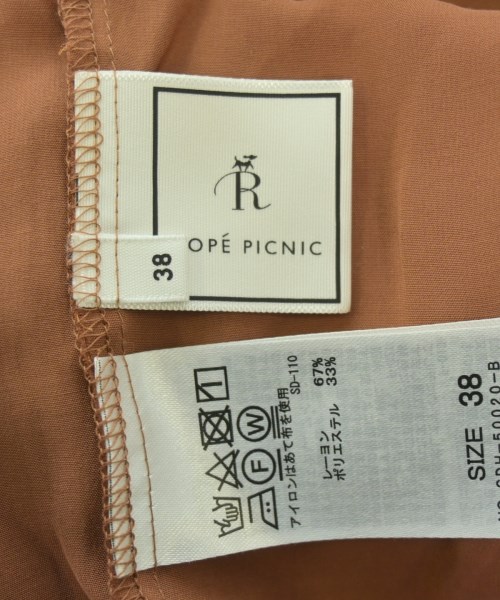 R
OPÉ PICNIC
38
F W
アイロンはあて布を使用
SD-110
レーヨン 67%
ポリエステル 33%
SIZE 38